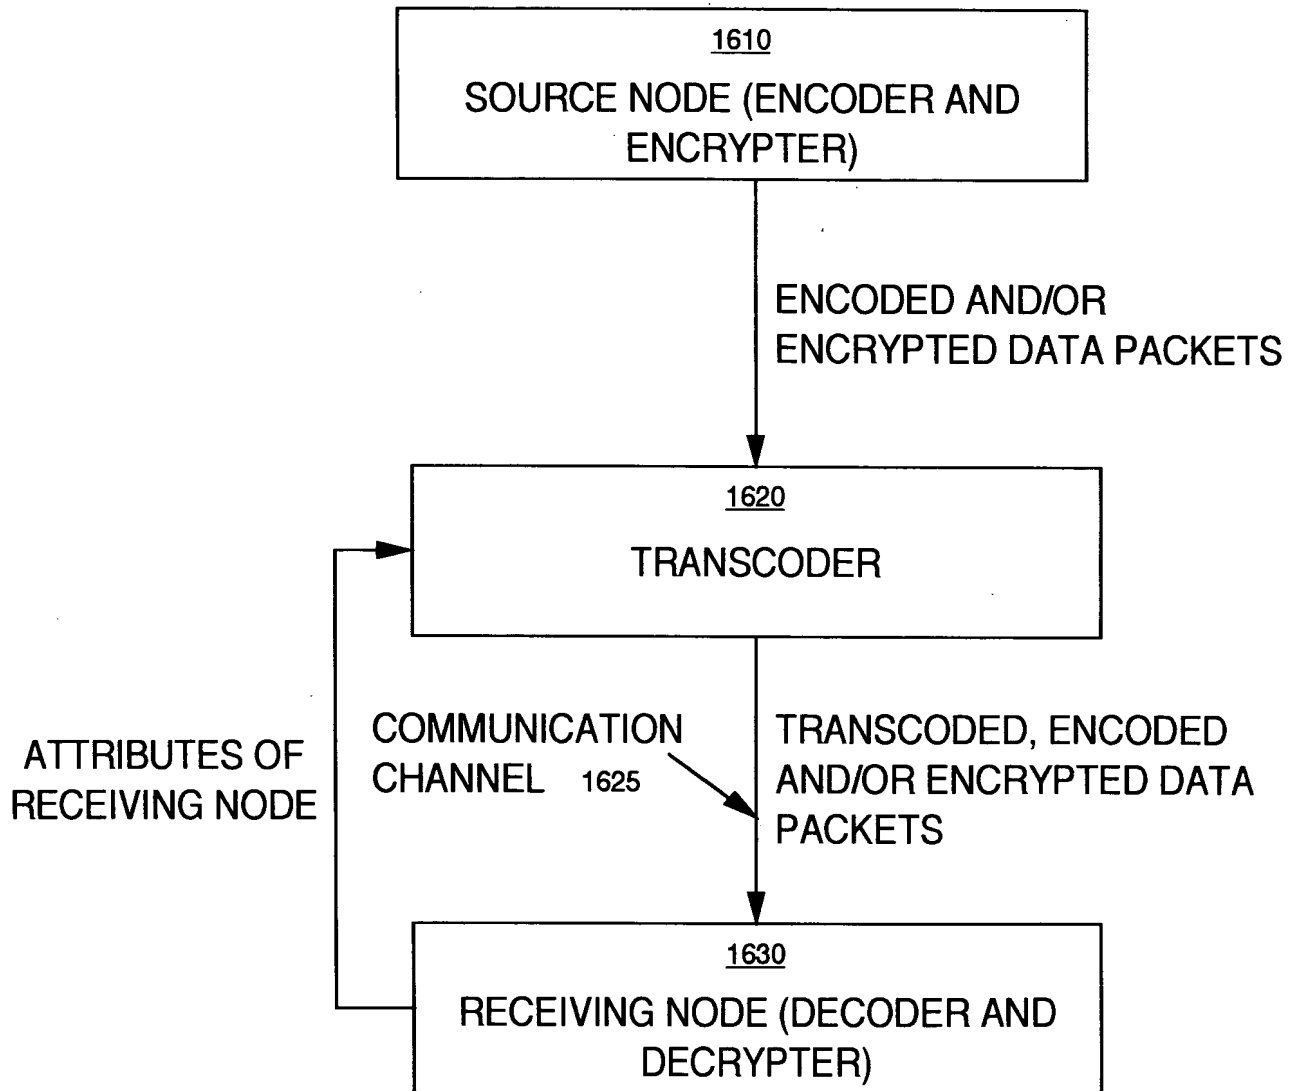 1610
SOURCE NODE (ENCODER AND
ENCRYPTER)
ENCODED AND/OR
ENCRYPTED DATA PACKETS
1620
TRANSCODER
COMMUNICATION
CHANNEL 1625
TRANSCODED, ENCODED
AND/OR ENCRYPTED DATA
PACKETS
ATTRIBUTES OF
RECEIVING NODE
1630
RECEIVING NODE (DECODER AND
DECRYPTER)